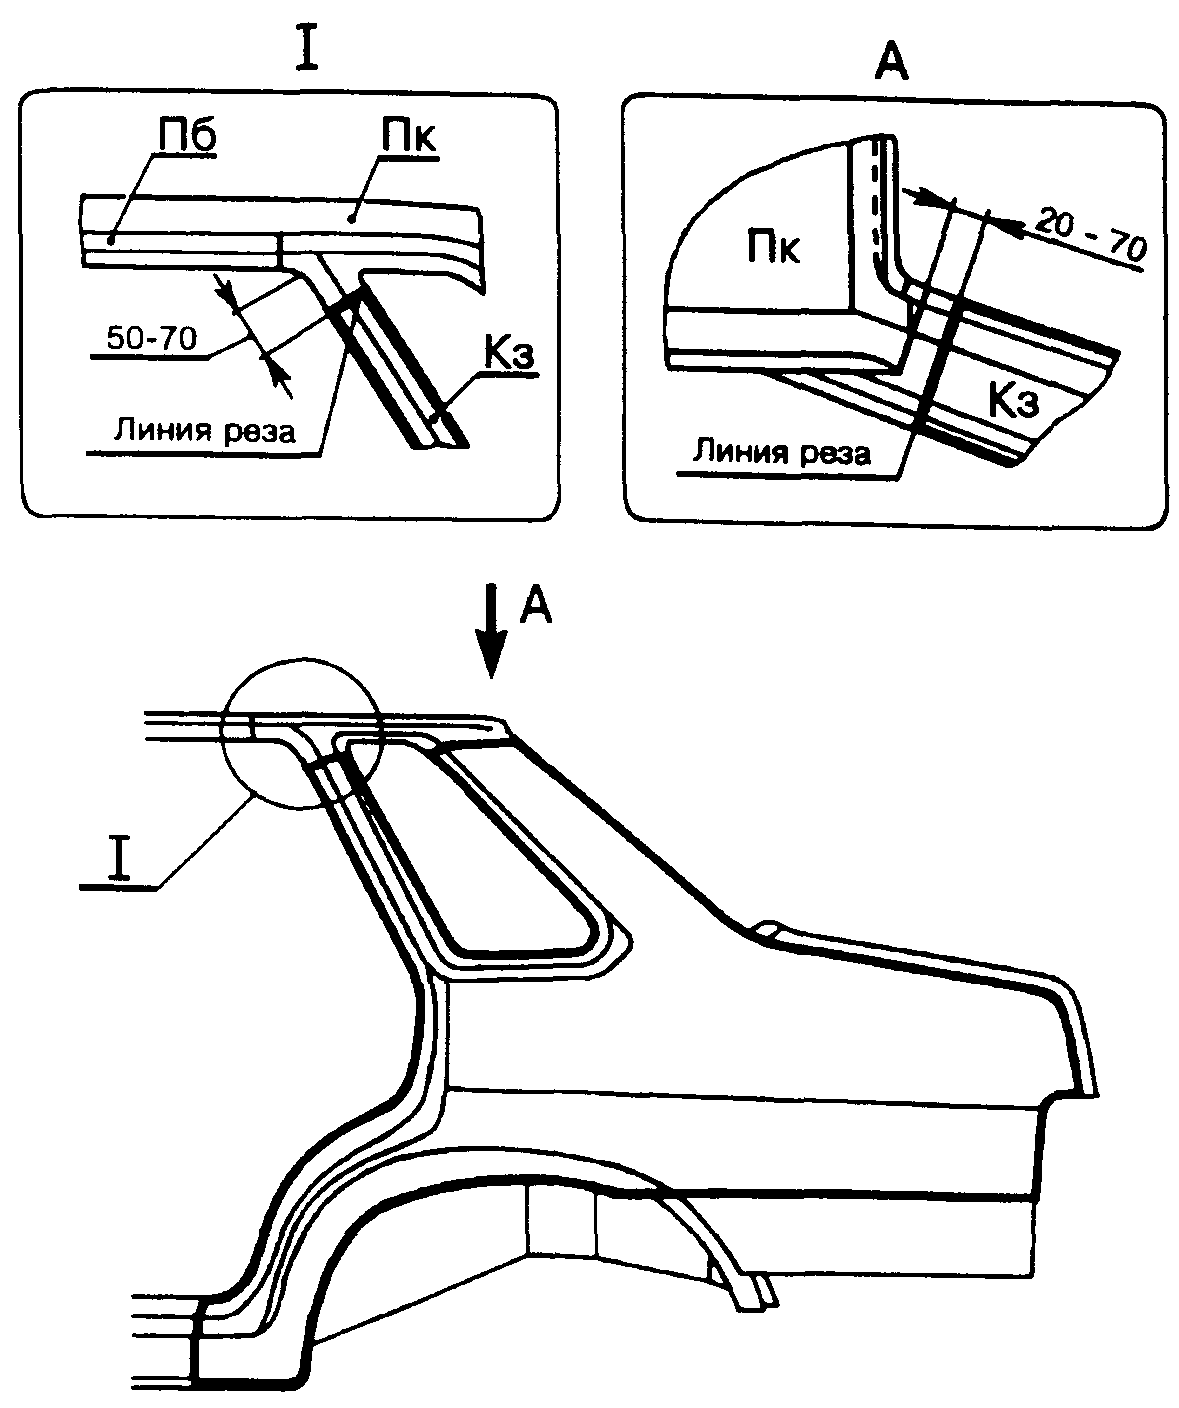 I
А
Пб
Пк
50-70
Кз
Линия реза
Пк
20 - 70
Кз
Линия реза
А
I